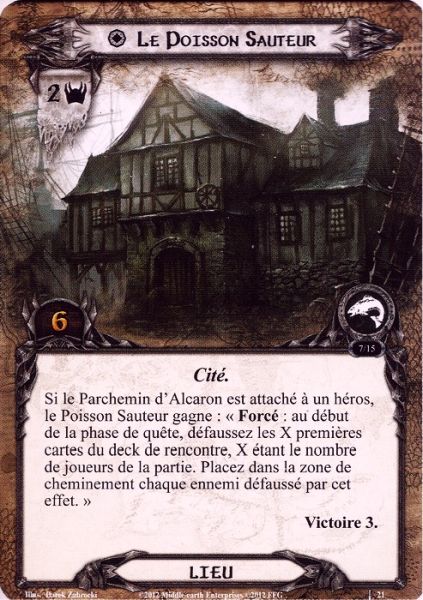 Le Poisson Sauteur
2
6
7/15
Cité.
Si le Parchemin d’Alcaron est attaché à un héros,
le Poisson Sauteur gagne : « Forcé : au début
de la phase de quête, défaussez les X premières
cartes du deck de rencontre, X étant le nombre
de joueurs de la partie. Placez dans la zone de
cheminement chaque ennemi défaussé par cet
effet. »
Victoire 3.
LIEU
Illus. Darek Zabrocki ©2012 Middle-earth Enterprises ©2012 FFG 21